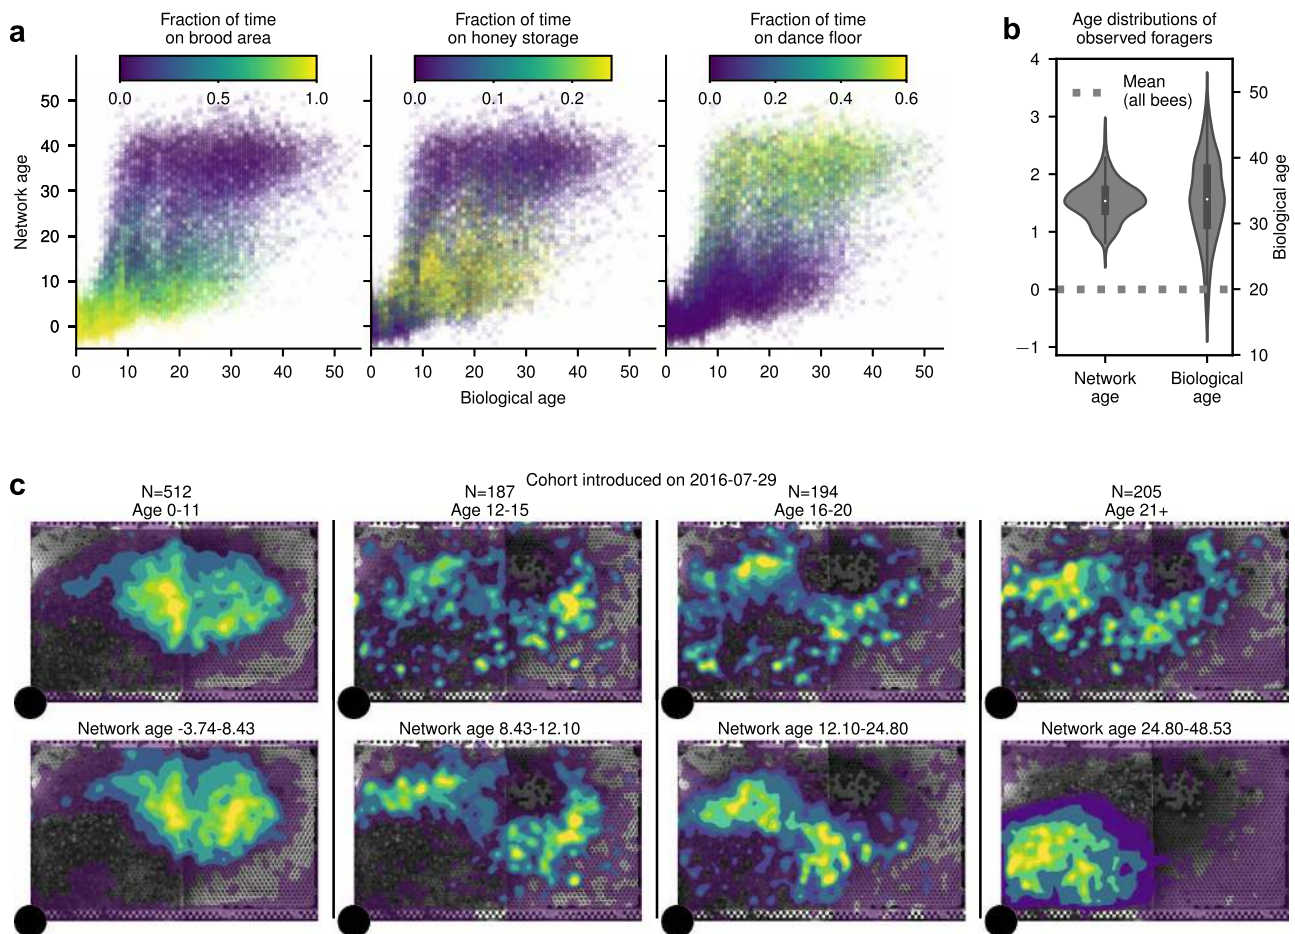 a
Fraction of time
on brood area
0.0 0.5 1.0
Fraction of time
on honey storage
0.0 0.1 0.2
Fraction of time
on dance floor
0.0 0.2 0.4 0.6
Network age
50
40
30
20
10
0
0 10 20 30 40 50
0 10 20 30 40 50
0 10 20 30 40 50
Biological age
b
Age distributions of
observed foragers
Mean
(all bees)
4
3
2
1
0
−1
50
40
30
20
10
Biological age
Network
age
Biological
age
c
Cohort introduced on 2016-07-29
N=512
Age 0-11
N=187
Age 12-15
N=194
Age 16-20
N=205
Age 21+
Network age -3.74-8.43
Network age 8.43-12.10
Network age 12.10-24.80
Network age 24.80-48.53